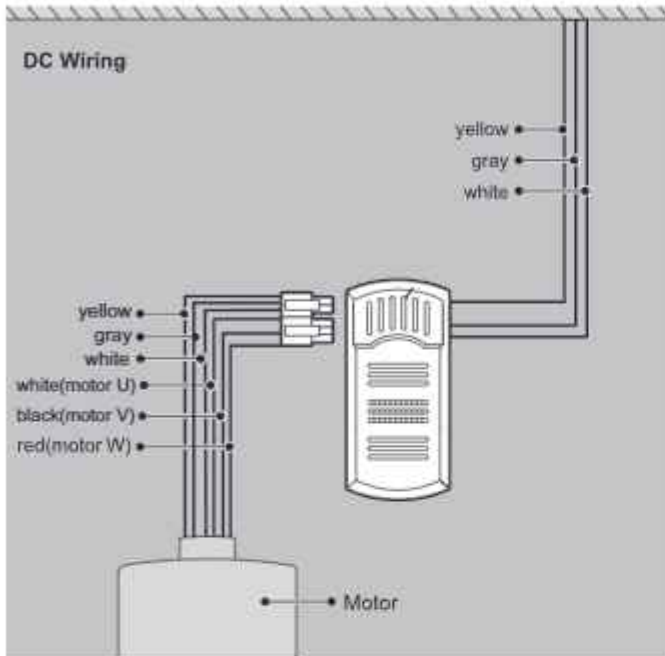 DC Wiring
yellow
gray
white
yellow
gray
white
white(motor U)
black(motor V)
red(motor W)
Motor